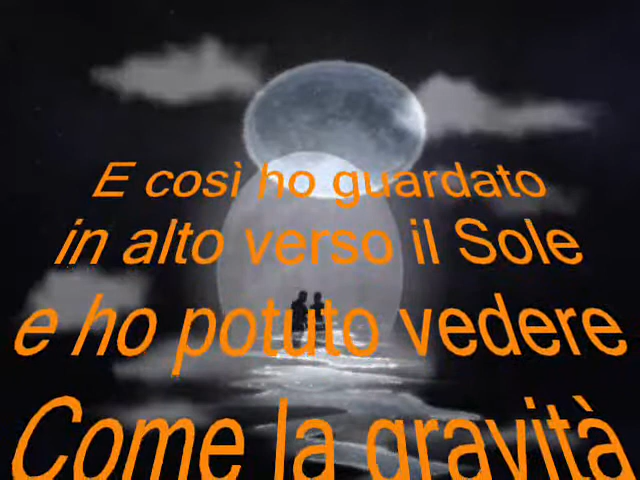 E così ho guardato
in alto verso il Sole
e ho potuto vedere
Come la gravità